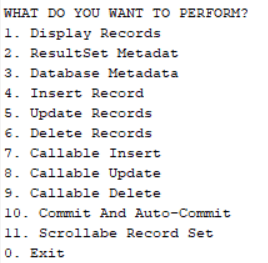 WHAT DO YOU WANT TO PERFORM?
1. Display Records
2. ResultSet Metadat
3. Database Metadata
4. Insert Record
5. Update Records
6. Delete Records
7. Callable Insert
8. Callable Update
9. Callable Delete
10. Commit And Auto-Commit
11. Scrollabe Record Set
0. Exit